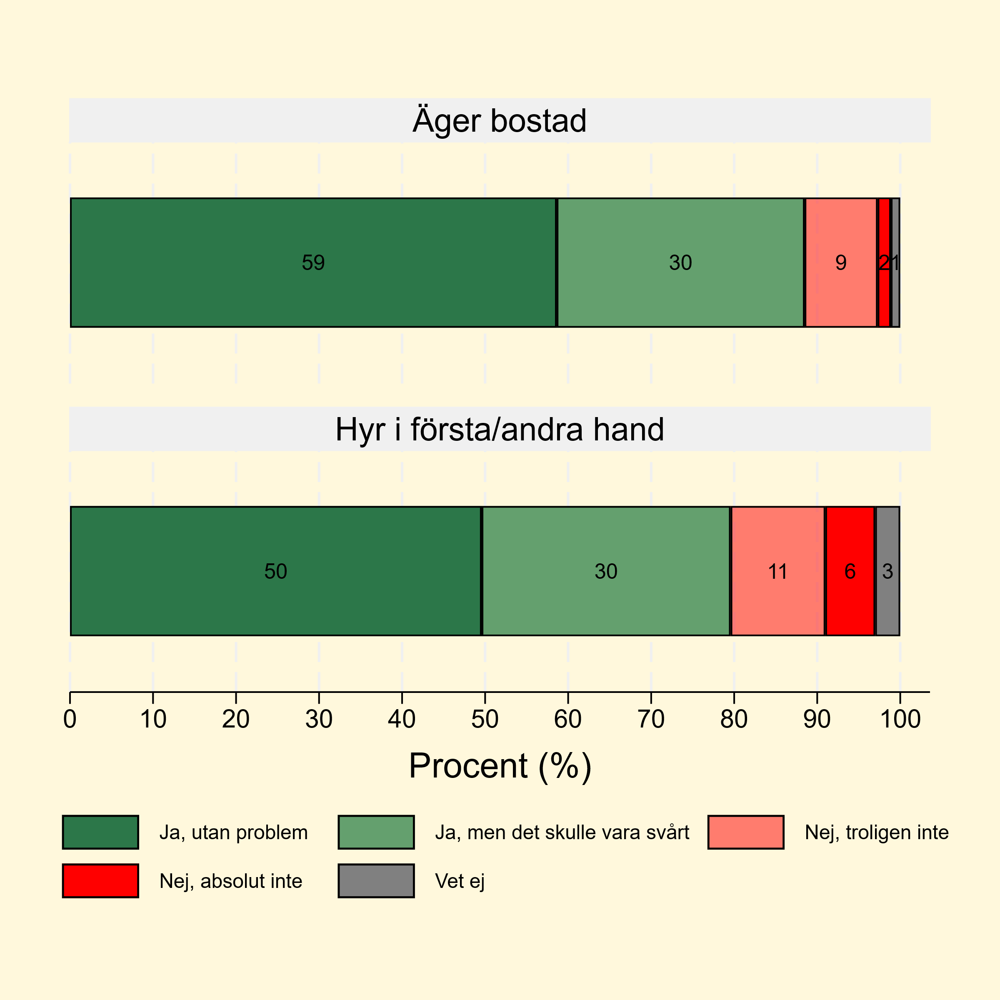 Äger bostad
59 30 9 2 1
Hyr i första/andra hand
50 30 11 6 3
0 10 20 30 40 50 60 70 80 90 100
Procent (%)
Ja, utan problem Ja, men det skulle vara svårt Nej, troligen inte
Nej, absolut inte Vet ej